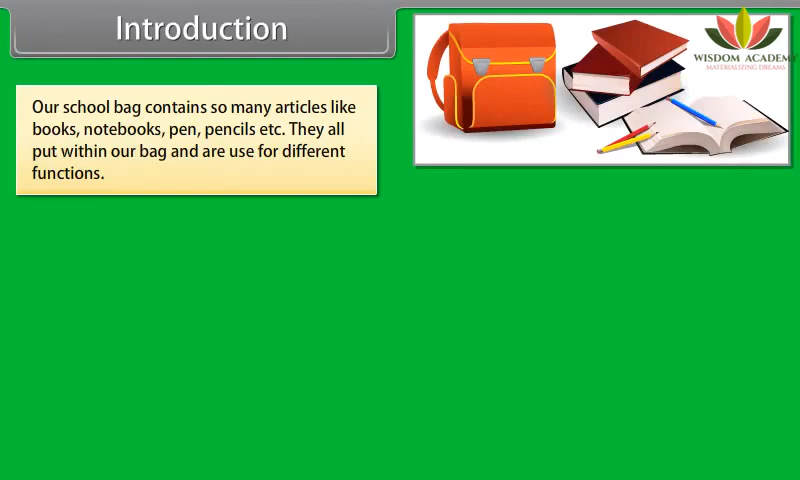 Introduction
WISDOM ACADEMY
MATERIALIZING DREAMS
Our school bag contains so many articles like
books, notebooks, pen, pencils etc. They all
put within our bag and are use for different
functions.